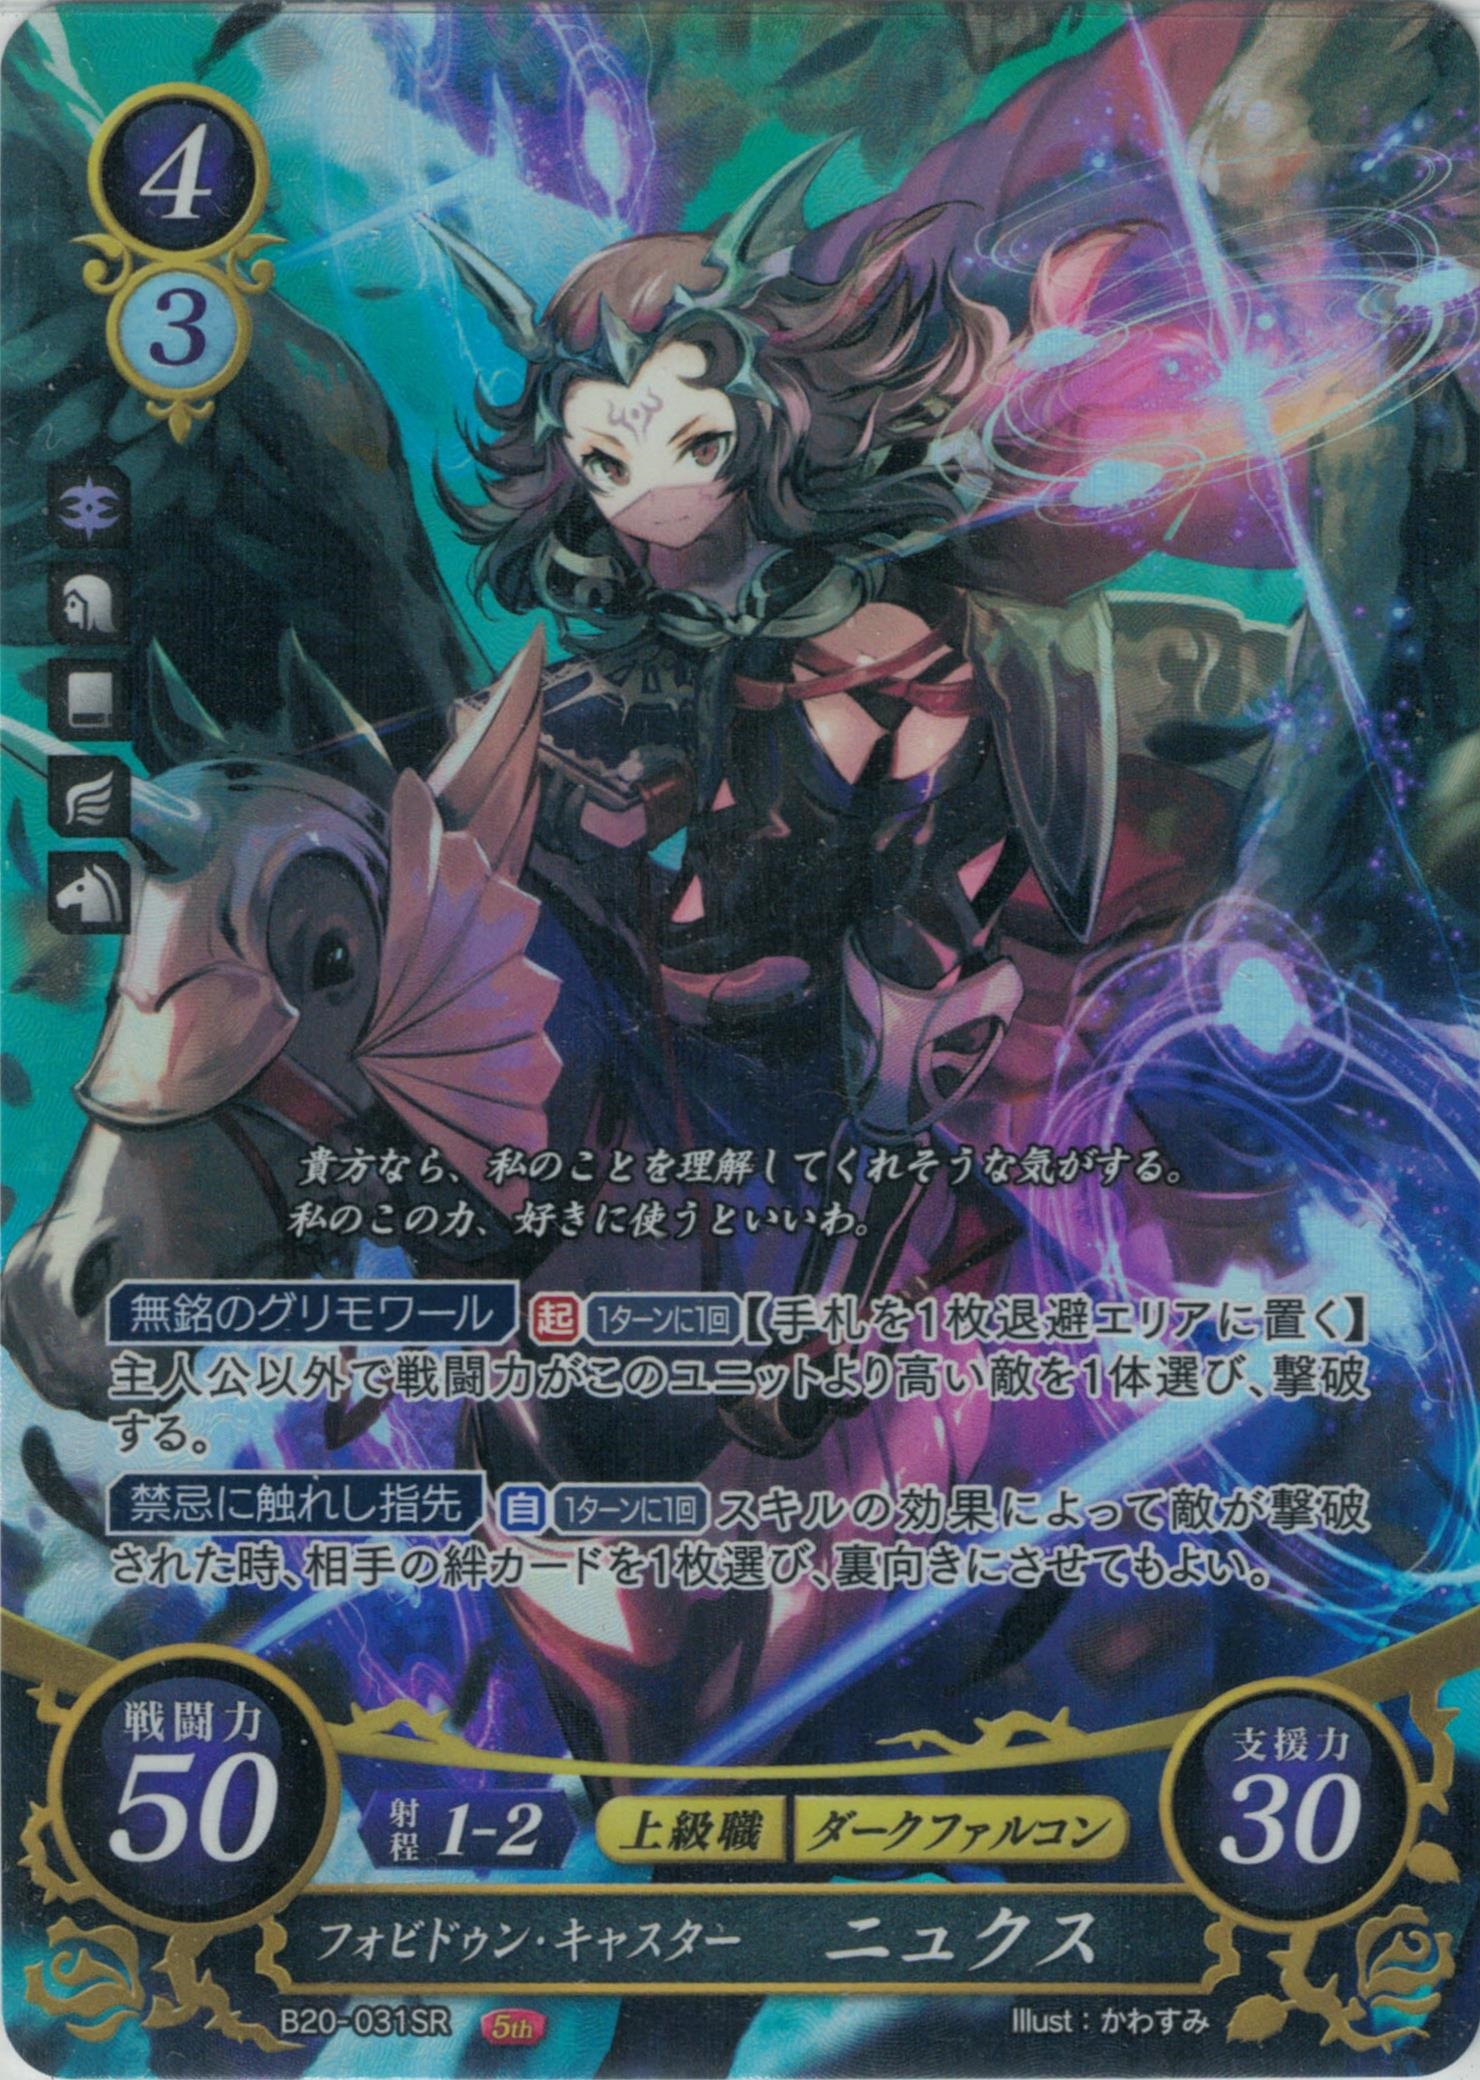 4
3
貴方なら、私のことを理解してくれそうな気がする。
私のこの力、好きに使うといいわ。
無銘のグリモワール 起 1ターンに1回 【手札を1枚退避エリアに置く】
主人公以外で戦闘力がこのユニットより高い敵を1体選び、撃破
する。
禁忌に触れし指先 自 1ターンに1回 スキルの効果によって敵が撃破
された時、相手の絆カードを1枚選び、裏向きにさせてもよい。
戦闘力
50
射程 1-2
上級職 ダークファルコン
支援力
30
フォビドゥン・キャスター ニュクス
B20-031SR 5th Illust：かわすみ